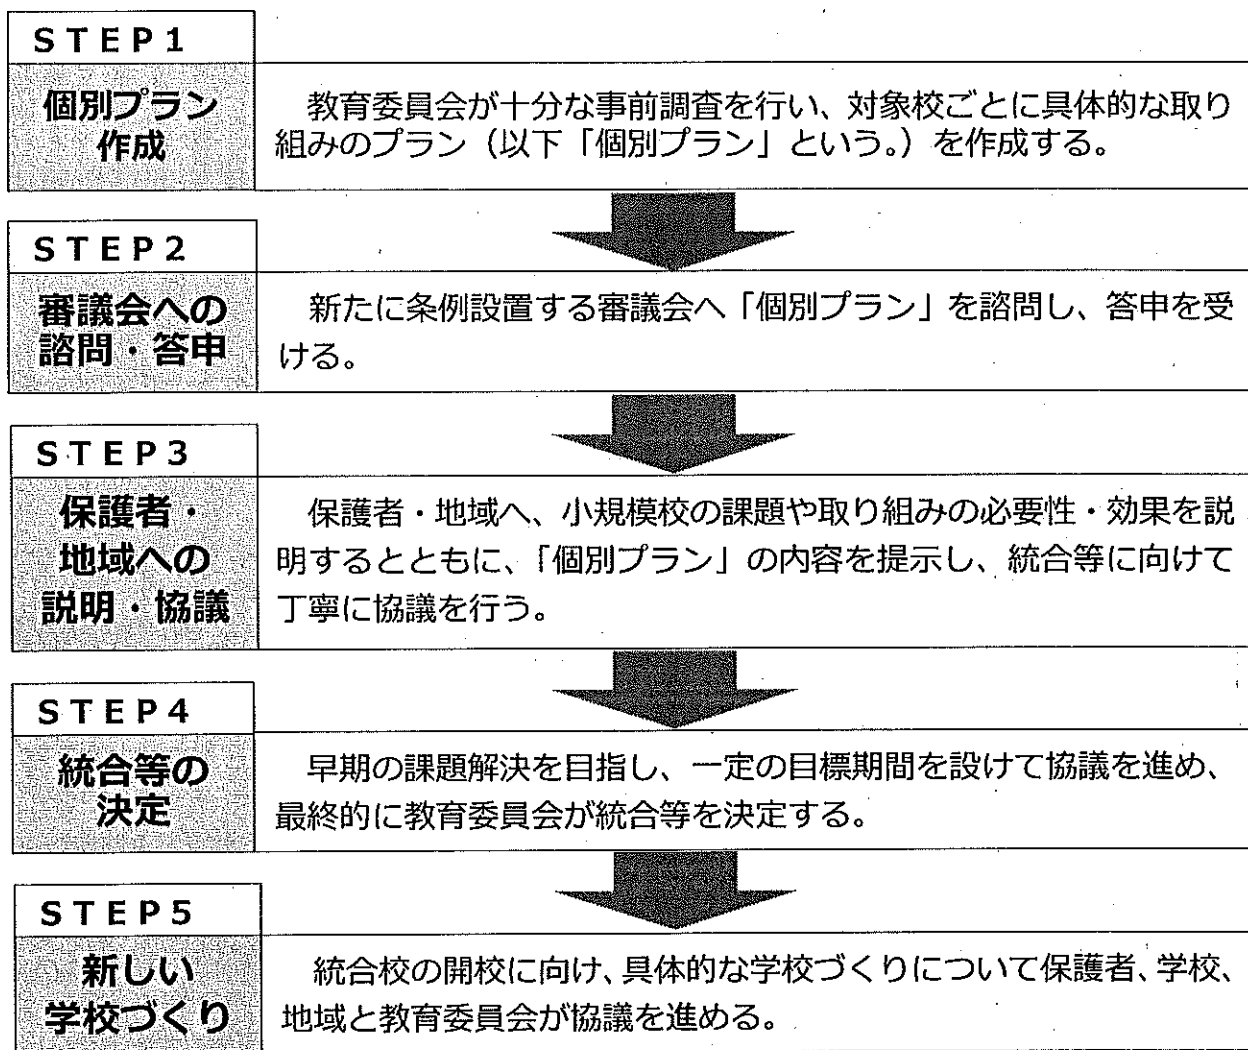 STEP1
個別プラン
作成
教育委員会が十分な事前調査を行い、対象校ごとに具体的な取り
組みのプラン（以下「個別プラン」という。）を作成する。
STEP2
審議会への
諮問・答申
新たに条例設置する審議会へ「個別プラン」を諮問し、答申を受
ける。
STEP3
保護者・
地域への
説明・協議
保護者・地域へ、小規模校の課題や取り組みの必要性・効果を説
明するとともに、「個別プラン」の内容を提示し、統合等に向けて
丁寧に協議を行う。
STEP4
統合等の
決定
早期の課題解決を目指し、一定の目標期間を設けて協議を進め、
最終的に教育委員会が統合等を決定する。
STEP5
新しい
学校づくり
統合校の開校に向け、具体的な学校づくりについて保護者、学校、
地域と教育委員会が協議を進める。